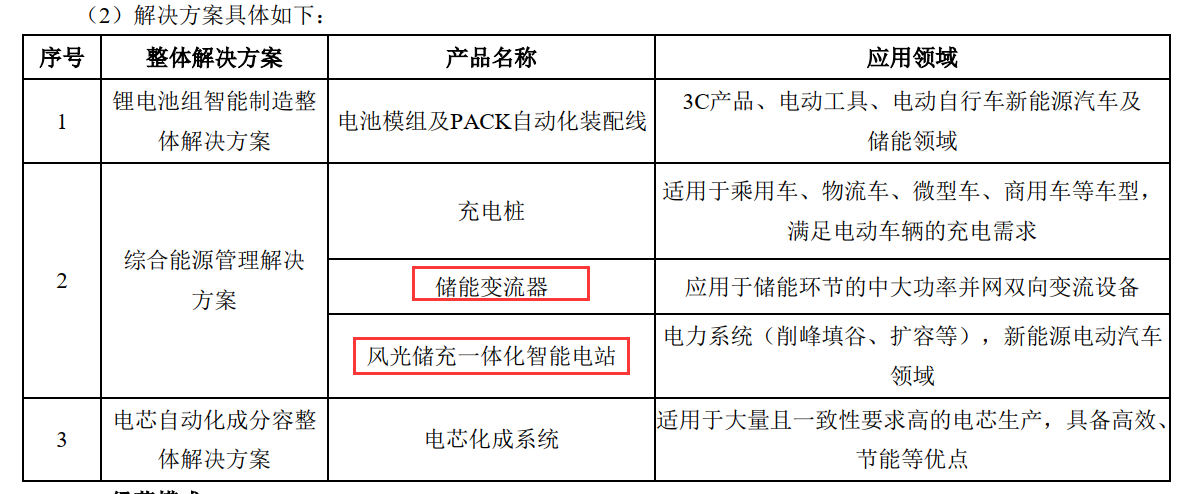 （2）解决方案具体如下：
序号 整体解决方案 产品名称 应用领域
1
锂电池组智能制造整
体解决方案
电池模组及PACK自动化装配线
3C产品、电动工具、电动自行车新能源汽车及
储能领域
2
综合能源管理解决
方案
充电桩
适用于乘用车、物流车、微型车、商用车等车型，
满足电动车辆的充电需求
储能变流器
应用于储能环节的中大功率并网双向变流设备
风光储充一体化智能电站
电力系统（削峰填谷、扩容等），新能源电动汽车
领域
3
电芯自动化成分容整
体解决方案
电芯化成系统
适用于大量且一致性要求高的电芯生产，具备高效、
节能等优点